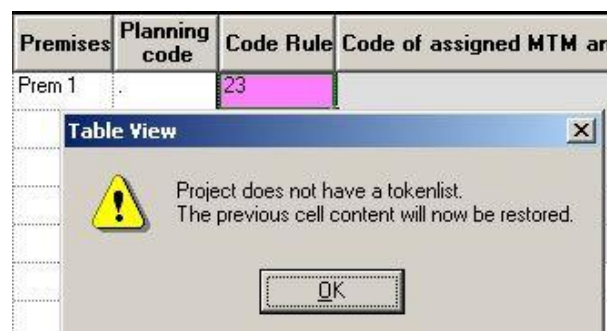 Premises Planning code Code Rule Code of assigned MTM
Prem 1 . 23
Table View
Project does not have a tokenlist.
The previous cell content will now be restored.
OK